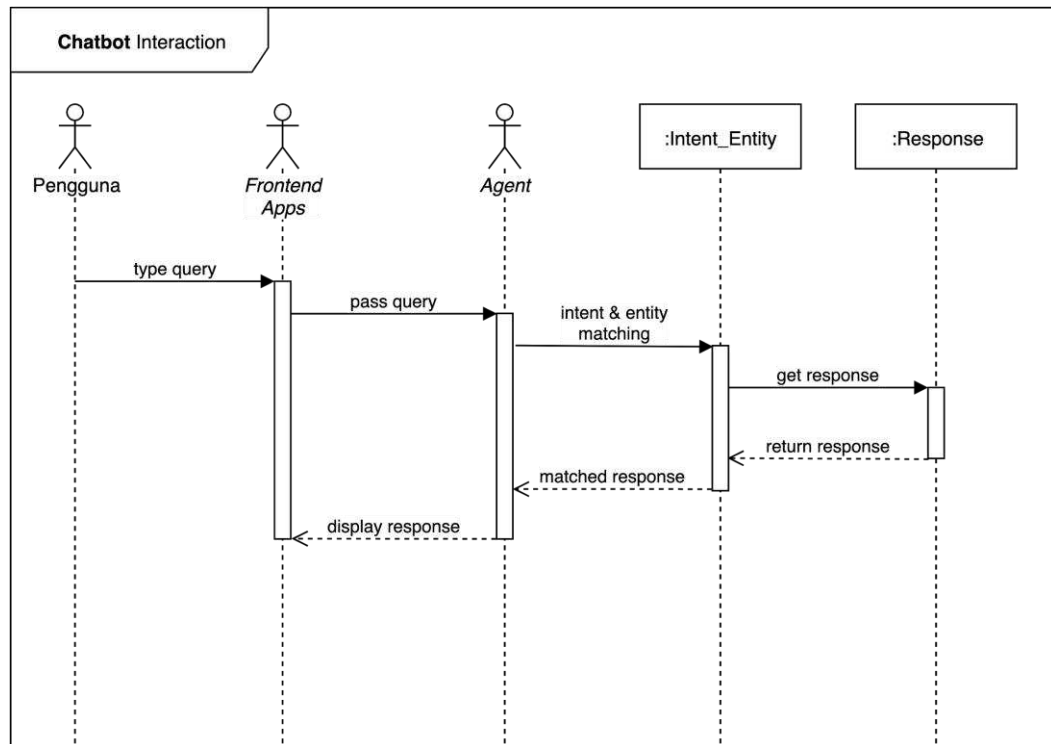 Chatbot Interaction
Pengguna
Frontend
Apps
Agent
:Intent_Entity
:Response
type query
pass query
intent & entity
matching
get response
return response
matched response
display response